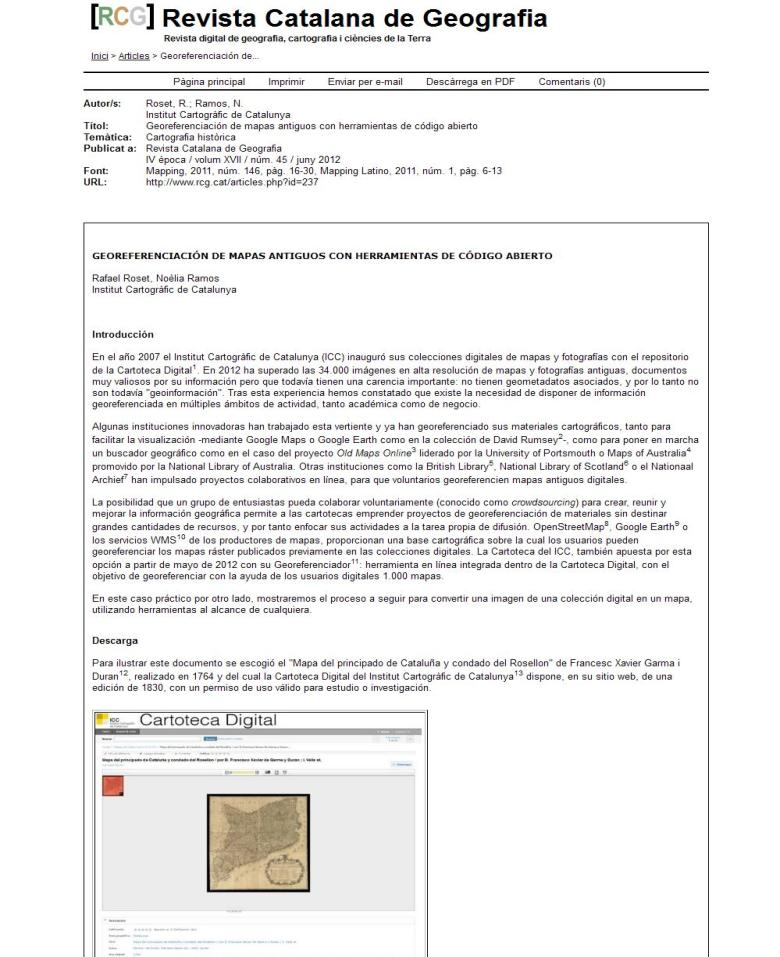 [RCG] Revista Catalana de Geografia
Revista digital de geografia, cartografia i ciències de la Terra
Inici > Articles > Georeferenciación de...
Pàgina principal Imprimir Enviar per e-mail Descàrrega en PDF Comentaris (0)
Autor/s: Roset, R.; Ramos, N.
Institut Cartogràfic de Catalunya
Títol: Georeferenciación de mapas antiguos con herramientas de código abierto
Temàtica: Cartografia històrica
Publicat a: Revista Catalana de Geografia
IV època / volum XVII / núm. 45 / juny 2012
Font: Mapping, 2011, núm. 146, pàg. 16-30, Mapping Latino, 2011, núm. 1, pàg. 6-13
URL: http://www.rcg.cat/articles.php?id=237
GEOREFERENCIACIÓN DE MAPAS ANTIGUOS CON HERRAMIENTAS DE CÓDIGO ABIERTO
Rafael Roset, Noèlia Ramos
Institut Cartogràfic de Catalunya
Introducción
En el año 2007 el Institut Cartogràfic de Catalunya (ICC) inauguró sus colecciones digitales de mapas y fotografías con el repositorio
de la Cartoteca Digital1. En 2012 ha superado las 34.000 imágenes en alta resolución de mapas y fotografías antiguas, documentos
muy valiosos por su información pero que todavía tienen una carencia importante: no tienen geometadatos asociados, y por lo tanto no
son todavía "geoinformación". Tras esta experiencia hemos constatado que existe la necesidad de disponer de información
georeferenciada en múltiples ámbitos de actividad, tanto académica como de negocio.
Algunas instituciones innovadoras han trabajado esta vertiente y ya han georeferenciado sus materiales cartográficos, tanto para
facilitar la visualización -mediante Google Maps o Google Earth como en la colección de David Rumsey2-, como para poner en marcha
un buscador geográfico como en el caso del proyecto Old Maps Online3 liderado por la University of Portsmouth o Maps of Australia4
promovido por la National Library of Australia. Otras instituciones como la British Library5, National Library of Scotland6 o el Nationaal
Archief7 han impulsado proyectos colaborativos en línea, para que voluntarios georeferencien mapas antiguos digitales.
La posibilidad que un grupo de entusiastas pueda colaborar voluntariamente (conocido como crowdsourcing) para crear, reunir y
mejorar la información geográfica permite a las cartotecas emprender proyectos de georeferenciación de materiales sin destinar
grandes cantidades de recursos, y por tanto enfocar sus actividades a la tarea propia de difusión. OpenStreetMap8, Google Earth9 o
los servicios WMS10 de los productores de mapas, proporcionan una base cartográfica sobre la cual los usuarios pueden
georeferenciar los mapas ráster publicados previamente en las colecciones digitales. La Cartoteca del ICC, también apuesta por esta
opción a partir de mayo de 2012 con su Georeferenciador11: herramienta en línea integrada dentro de la Cartoteca Digital, con el
objetivo de georeferenciar con la ayuda de los usuarios digitales 1.000 mapas.
En este caso práctico por otro lado, mostraremos el proceso a seguir para convertir una imagen de una colección digital en un mapa,
utilizando herramientas al alcance de cualquiera.
Descarga
Para ilustrar este documento se escogió el "Mapa del principado de Cataluña y condado del Rosellon" de Francesc Xavier Garma i
Duran12, realizado en 1764 y del cual la Cartoteca Digital del Institut Cartogràfic de Catalunya13 dispone, en su sitio web, de una
edición de 1830, con un permiso de uso válido para estudio o investigación.
ICC Cartoteca Digital
Mapa del principado de Cataluña y condado del Rosellon / por D. Francisco Xavier de Garma y Duran ; I. Valls et.